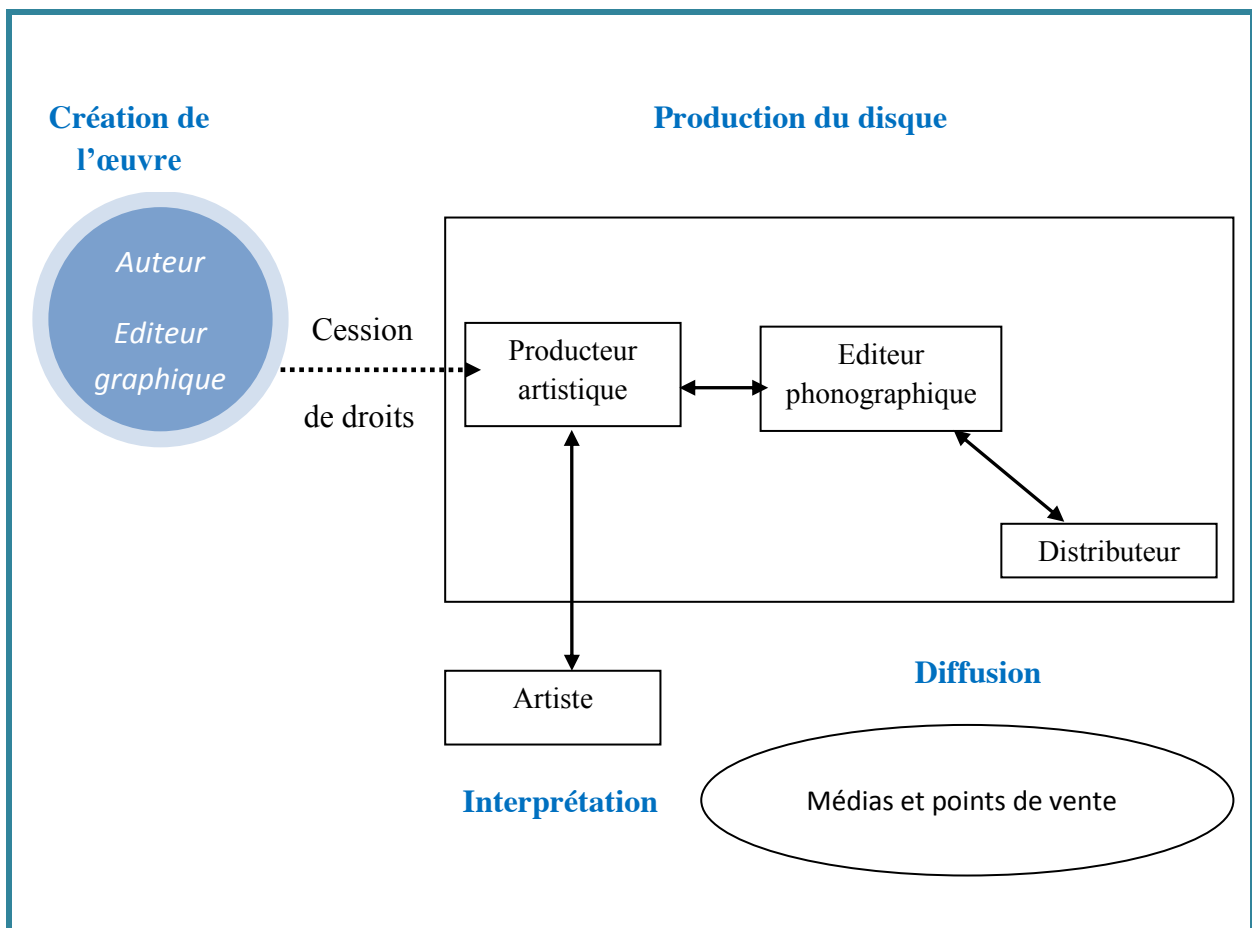 Création de
l’œuvre
Production du disque
Auteur
Editeur
graphique
Cession
de droits
Producteur
artistique
Editeur
phonographique
Distributeur
Artiste
Interprétation
Diffusion
Médias et points de vente